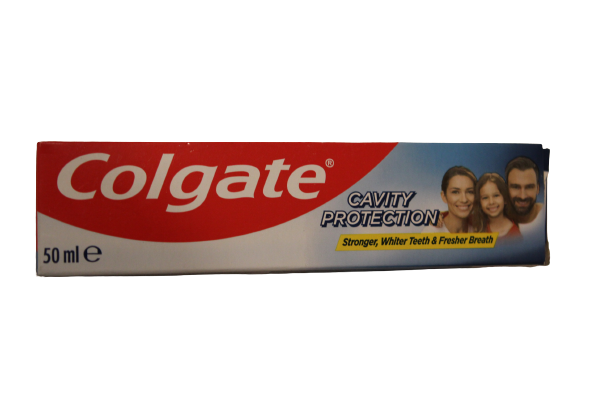 Colgate®
CAVITY
PROTECTION
Stronger, Whiter Teeth & Fresher Breath
50 ml ℮